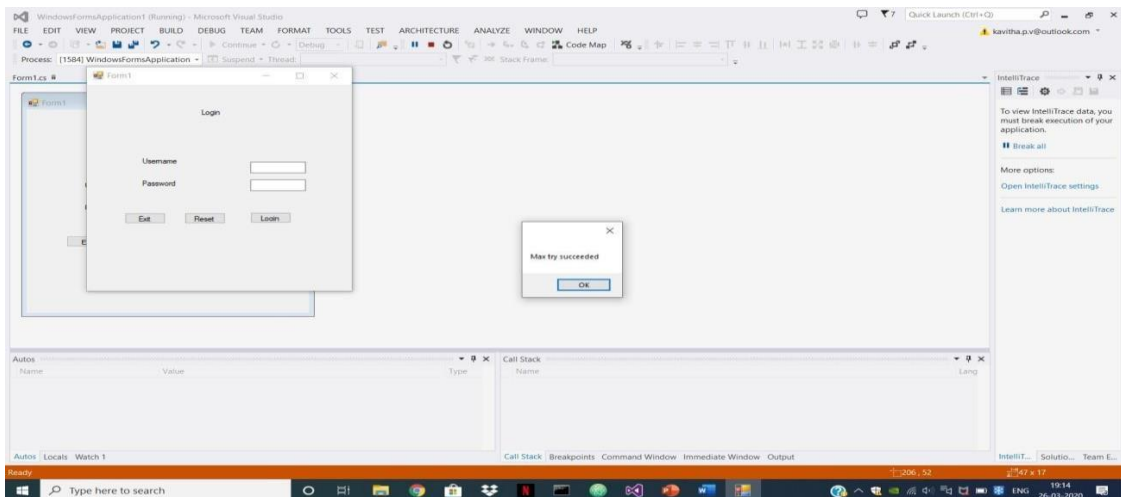 WindowsFormsApplication1 (Running) - Microsoft Visual Studio
7
Quick Launch (Ctrl+Q)
FILE EDIT VIEW PROJECT BUILD DEBUG TEAM FORMAT TOOLS TEST ARCHITECTURE ANALYZE WINDOW HELP
kavitha.p.v@outlook.com
Continue
Debug
Code Map
Process: [1584] WindowsFormsApplication
Suspend
Thread:
Stack Frame:
Form1.cs
Form1
Form1
Login
Username
Password
Exit
Reset
Login
E
Max try succeeded
OK
IntelliTrace
To view IntelliTrace data, you
must break execution of your
application.
Break all
More options:
Open IntelliTrace settings
Learn more about IntelliTrace
Autos
Name Value Type
Call Stack
Name Lang
Autos Locals Watch 1
Call Stack Breakpoints Command Window Immediate Window Output
IntelliT... Solutio... Team E...
Ready
206 , 52
47 x 17
Type here to search
ENG
19:14
26-03-2020